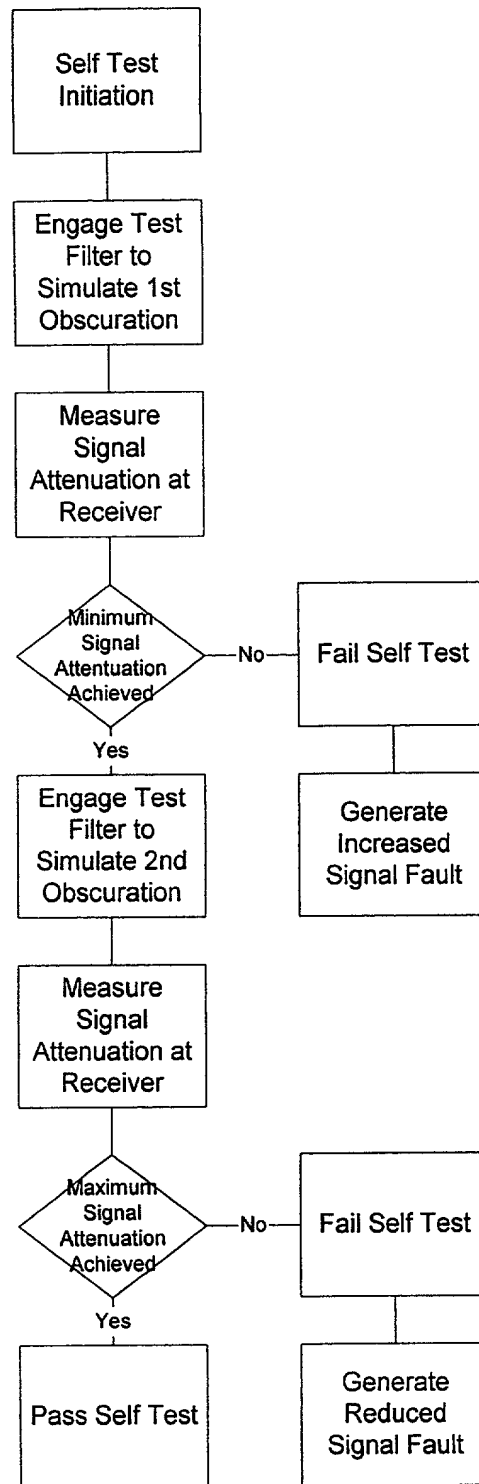 Self Test
Initiation
Engage Test
Filter to
Simulate 1st
Obscuration
Measure
Signal
Attenuation at
Receiver
Minimum
Signal
Attentuation
Achieved
No
Fail Self Test
Yes
Generate
Increased
Signal Fault
Engage Test
Filter to
Simulate 2nd
Obscuration
Measure
Signal
Attenuation at
Receiver
Maximum
Signal
Attenuation
Achieved
No
Fail Self Test
Yes
Pass Self Test
Generate
Reduced
Signal Fault